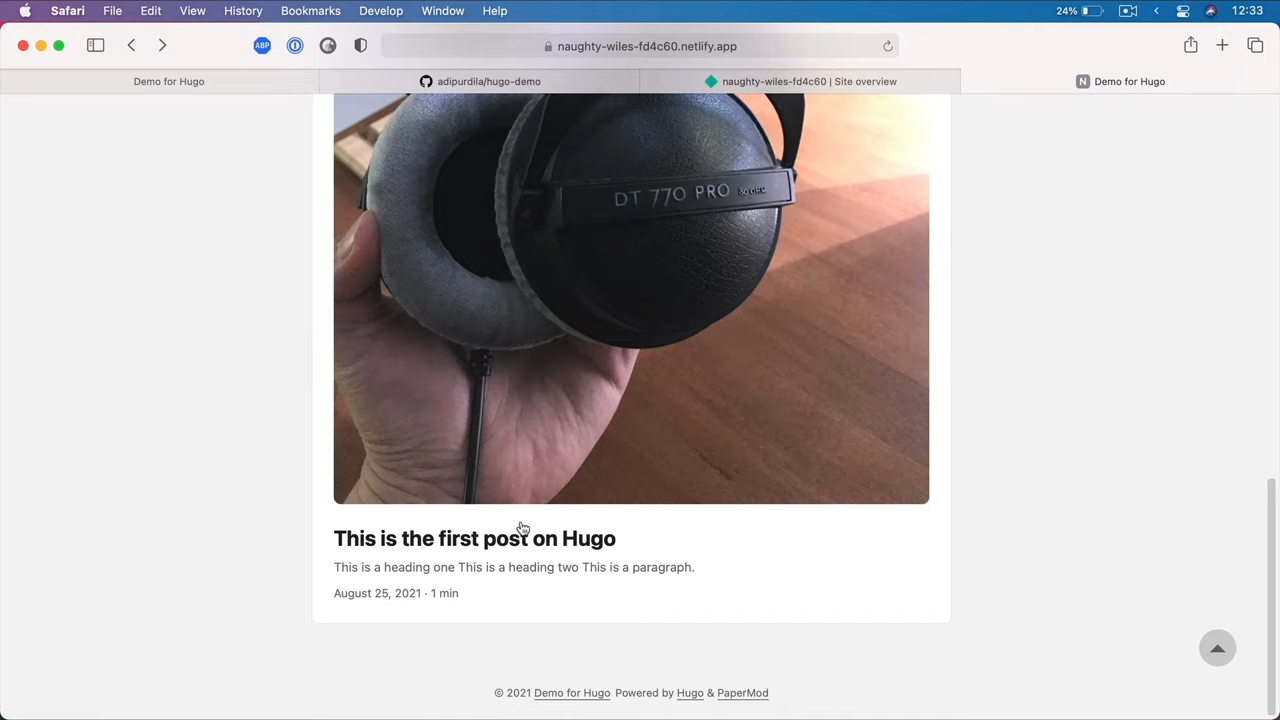 Safari File Edit View History Bookmarks Develop Window Help 24% 12:33
ABP naughty-wiles-fd4c60.netlify.app
Demo for Hugo adipurdila/hugo-demo naughty-wiles-fd4c60 | Site overview N Demo for Hugo
DT 770 PRO
This is the first post on Hugo
This is a heading one This is a heading two This is a paragraph.
August 25, 2021 · 1 min
© 2021 Demo for Hugo Powered by Hugo & PaperMod